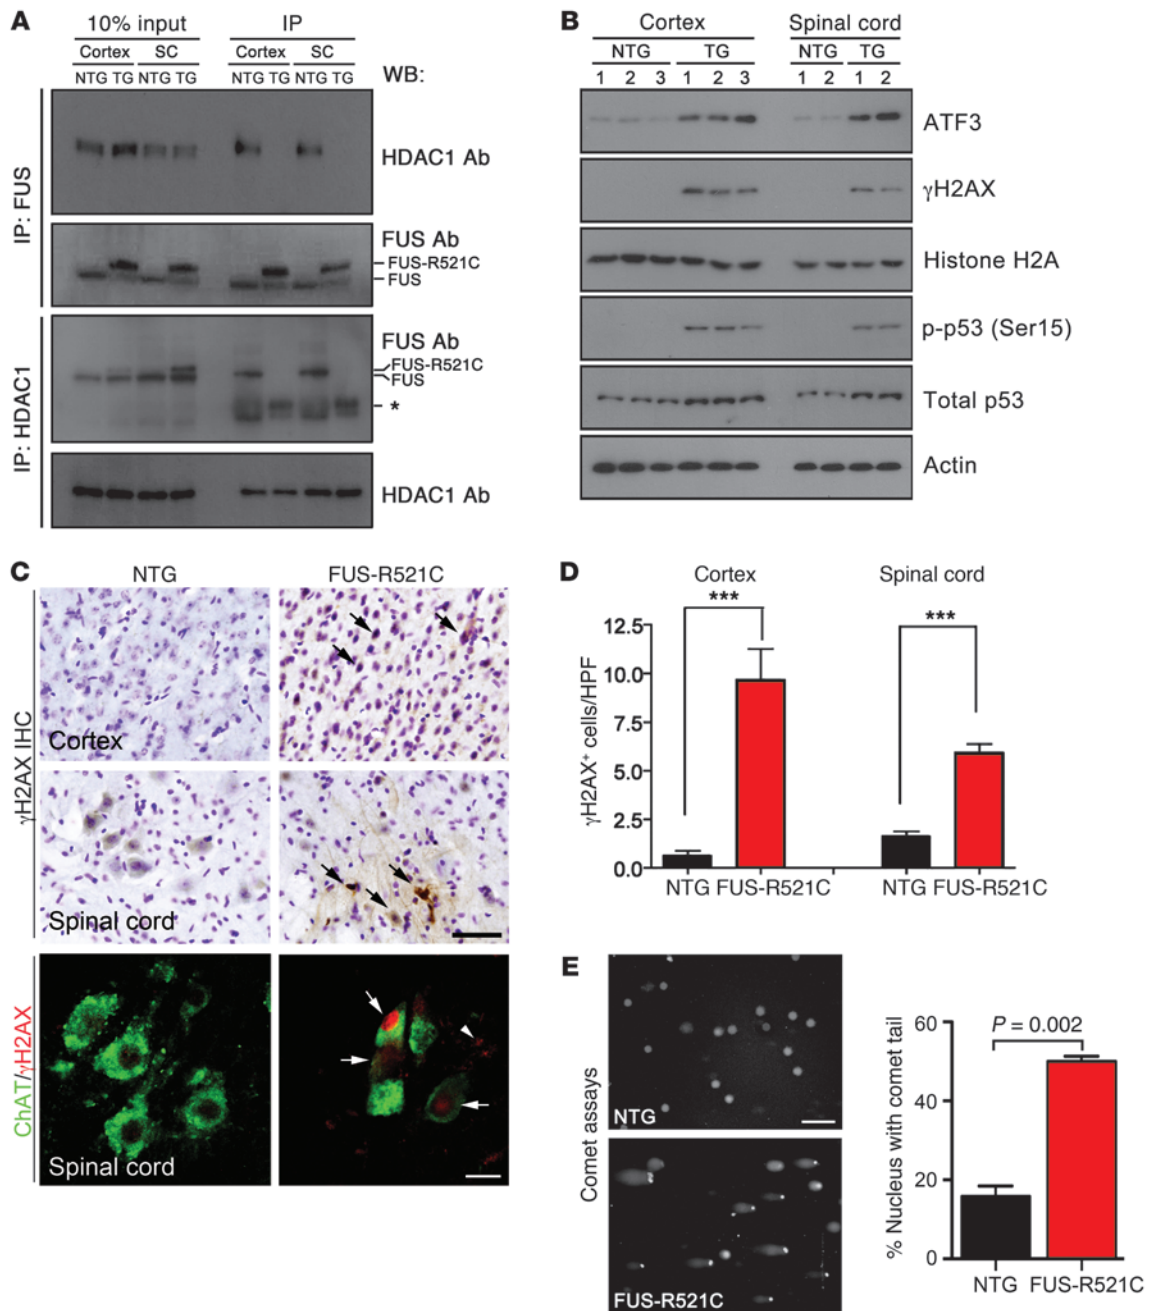 A
10% input IP
Cortex SC Cortex SC
NTG TG NTG TG NTG TG NTG TG WB:
IP: FUS
HDAC1 Ab
FUS Ab
FUS-R521C
FUS
IP: HDAC1
FUS Ab
FUS-R521C
FUS
*
HDAC1 Ab
B
Cortex Spinal cord
NTG TG NTG TG
1 2 3 1 2 3 1 2 1 2
ATF3
γH2AX
Histone H2A
p-p53 (Ser15)
Total p53
Actin
C
NTG FUS-R521C
γH2AX IHC
Cortex
Spinal cord
ChAT/γH2AX
Spinal cord
D
Cortex Spinal cord
*** ***
γH2AX+ cells/HPF
12.5
10.0
7.5
5.0
2.5
0.0
NTG FUS-R521C NTG FUS-R521C
E
Comet assays
NTG
FUS-R521C
% Nucleus with comet tail
P = 0.002
60
40
20
0
NTG FUS-R521C